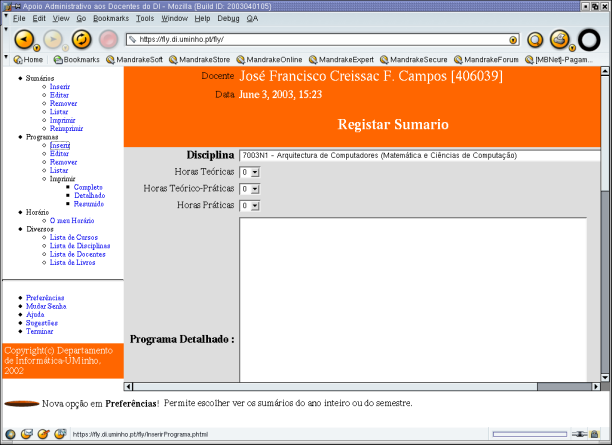 Apoio Administrativo aos Docentes do DI - Mozilla {Build ID: 2003040105}
File Edit View Go Bookmarks Tools Window Help Debug QA
https://fly.di.uminho.pt/fly/
Home Bookmarks MandrakeSoft MandrakeStore MandrakeOnline MandrakeExpert MandrakeSecure MandrakeForum [MBNet]-Pagam...
Sumários
Inserir
Editar
Remover
Listar
Imprimir
Reimprimir
Programas
Inserir
Editar
Remover
Listar
Imprimir
Completo
Detalhado
Resumido
Horário
O meu Horário
Diversos
Lista de Cursos
Lista de Disciplinas
Lista de Docentes
Lista de Livros
Preferências
Mudar Senha
Ajuda
Sugestões
Terminar
Copyright(c) Departamento
de Informática-UMinho,
2002
Docente José Francisco Creissac F. Campos [406039]
Data June 3, 2003, 15:23
Registar Sumario
Disciplina 7003N1 - Arquitectura de Computadores (Matemática e Ciências de Computação)
Horas Teóricas 0
Horas Teórico-Práticas 0
Horas Práticas 0
Programa Detalhado :
Nova opção em Preferências! Permite escolher ver os sumários do ano inteiro ou do semestre.
https://fly.di.uminho.pt/fly/InserirPrograma.phtml